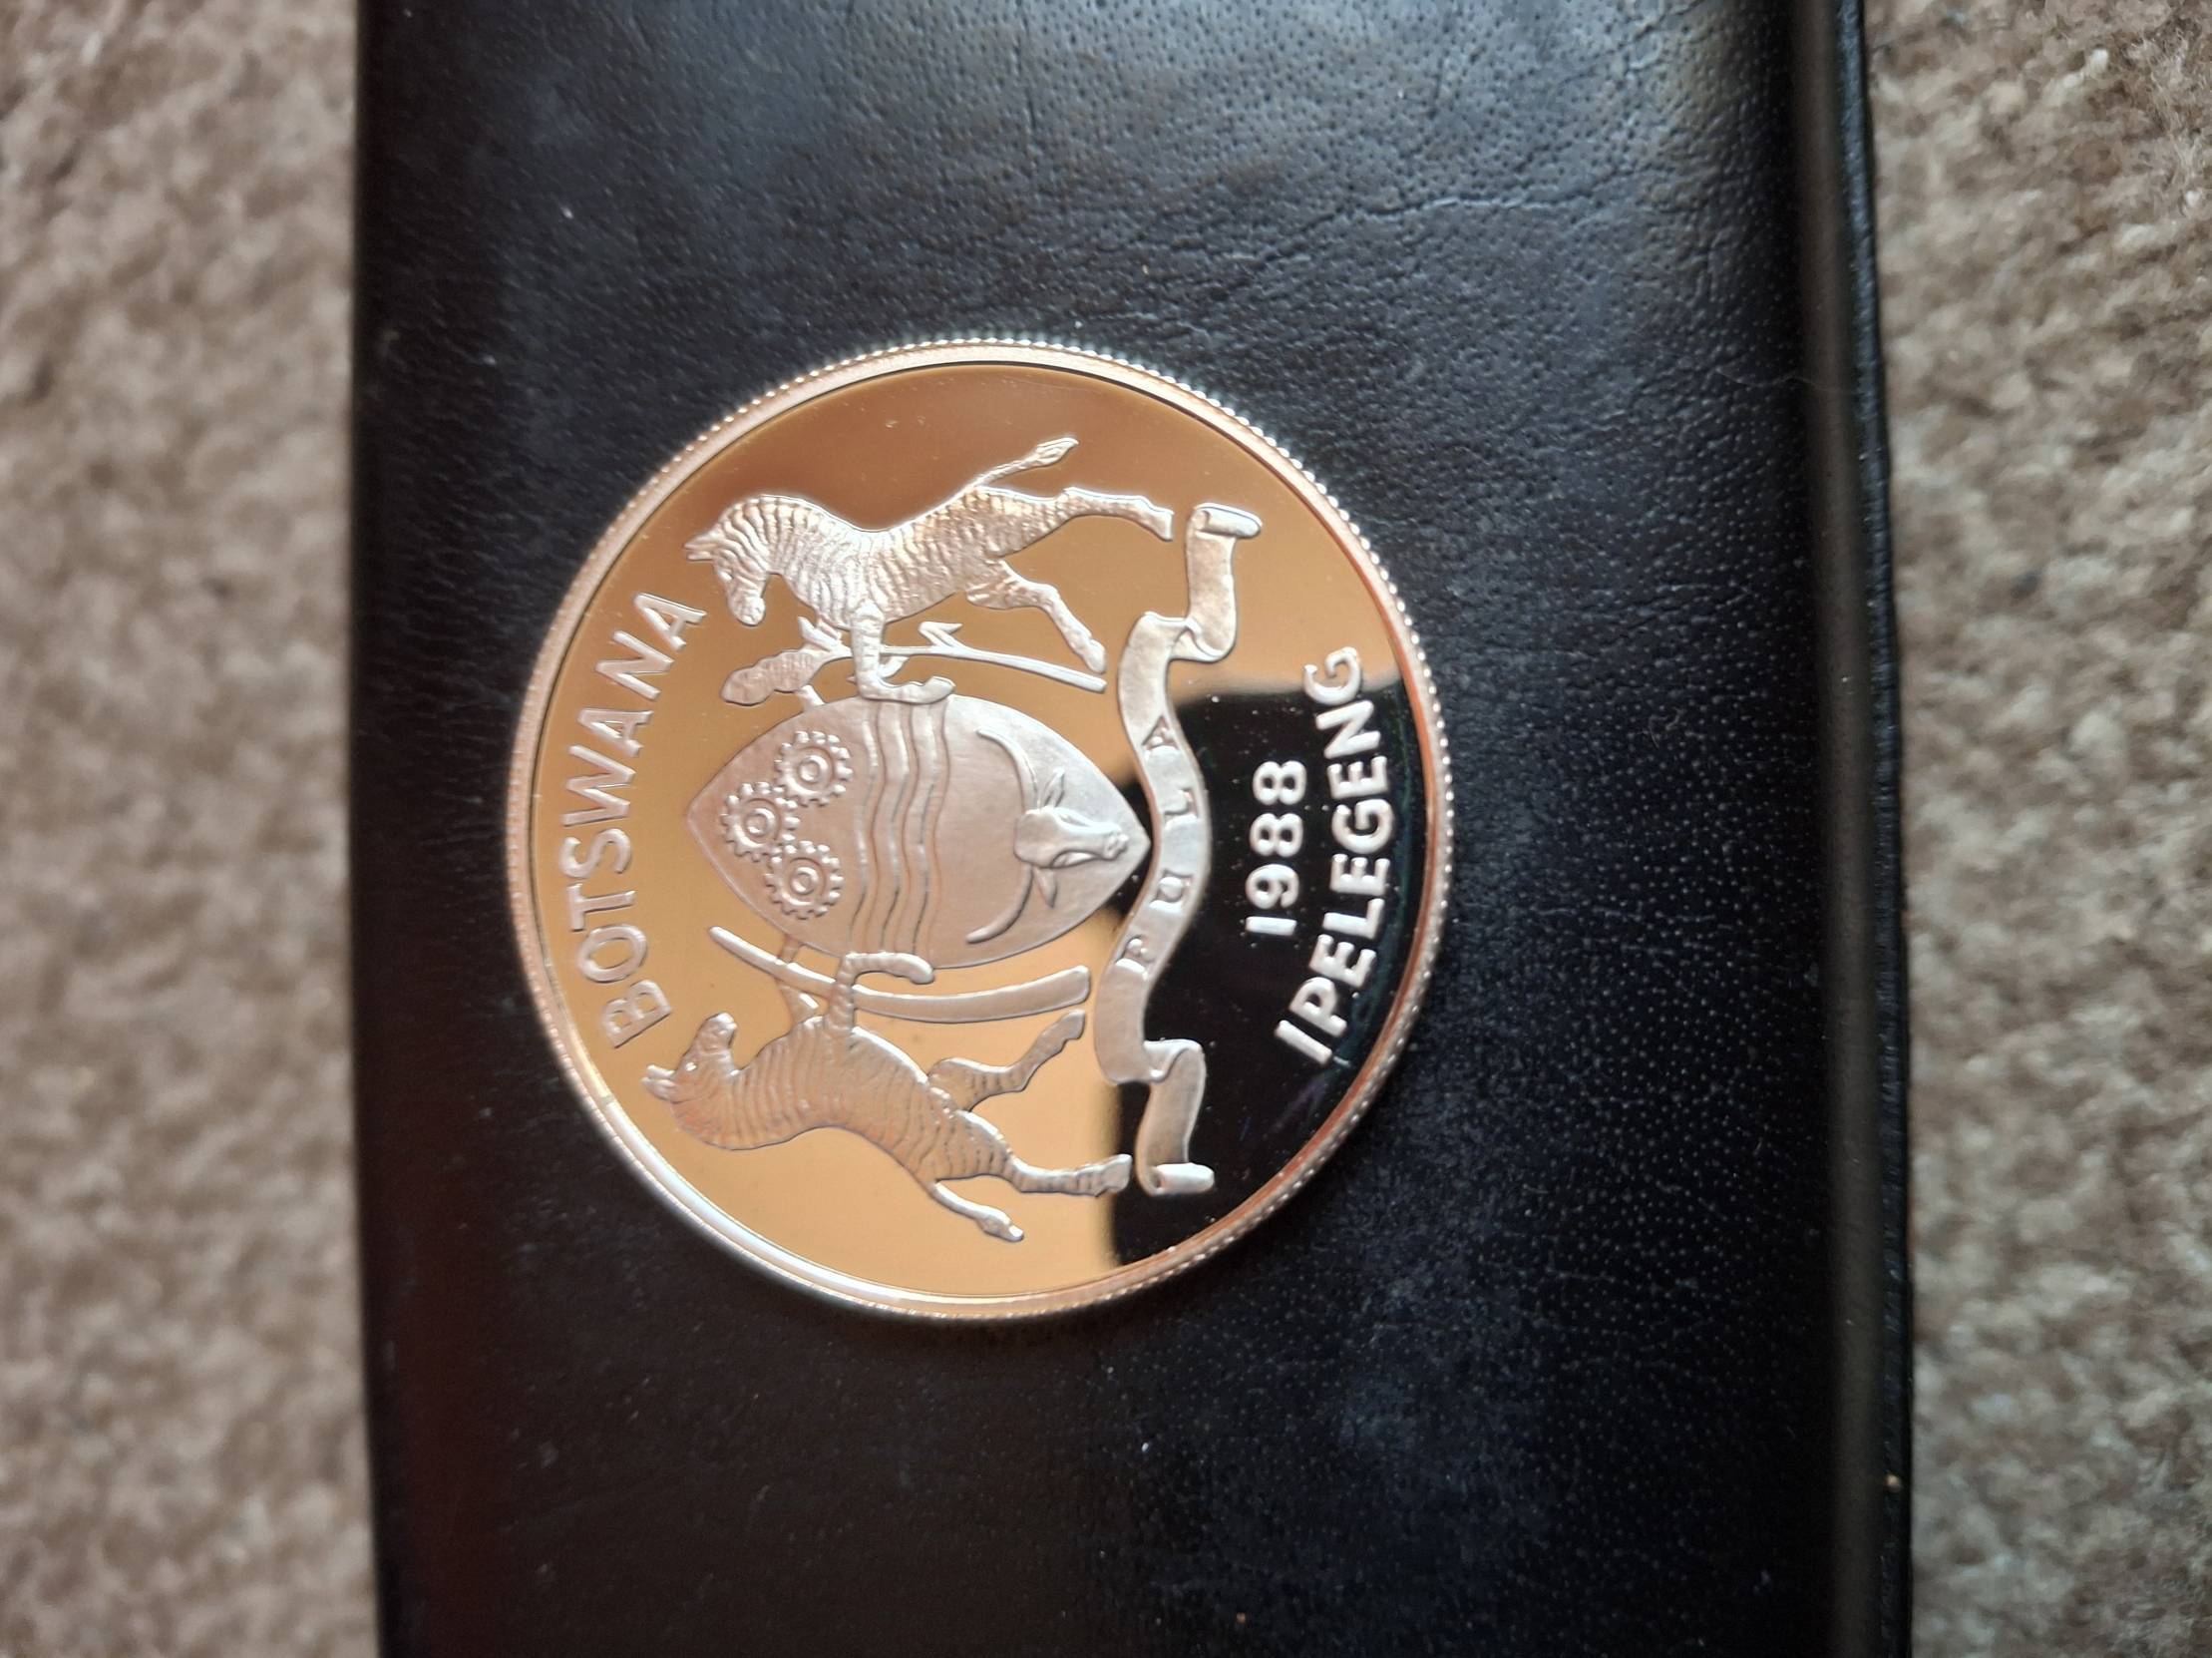 BOTSWANA
PULA
1988
IPELEGENG